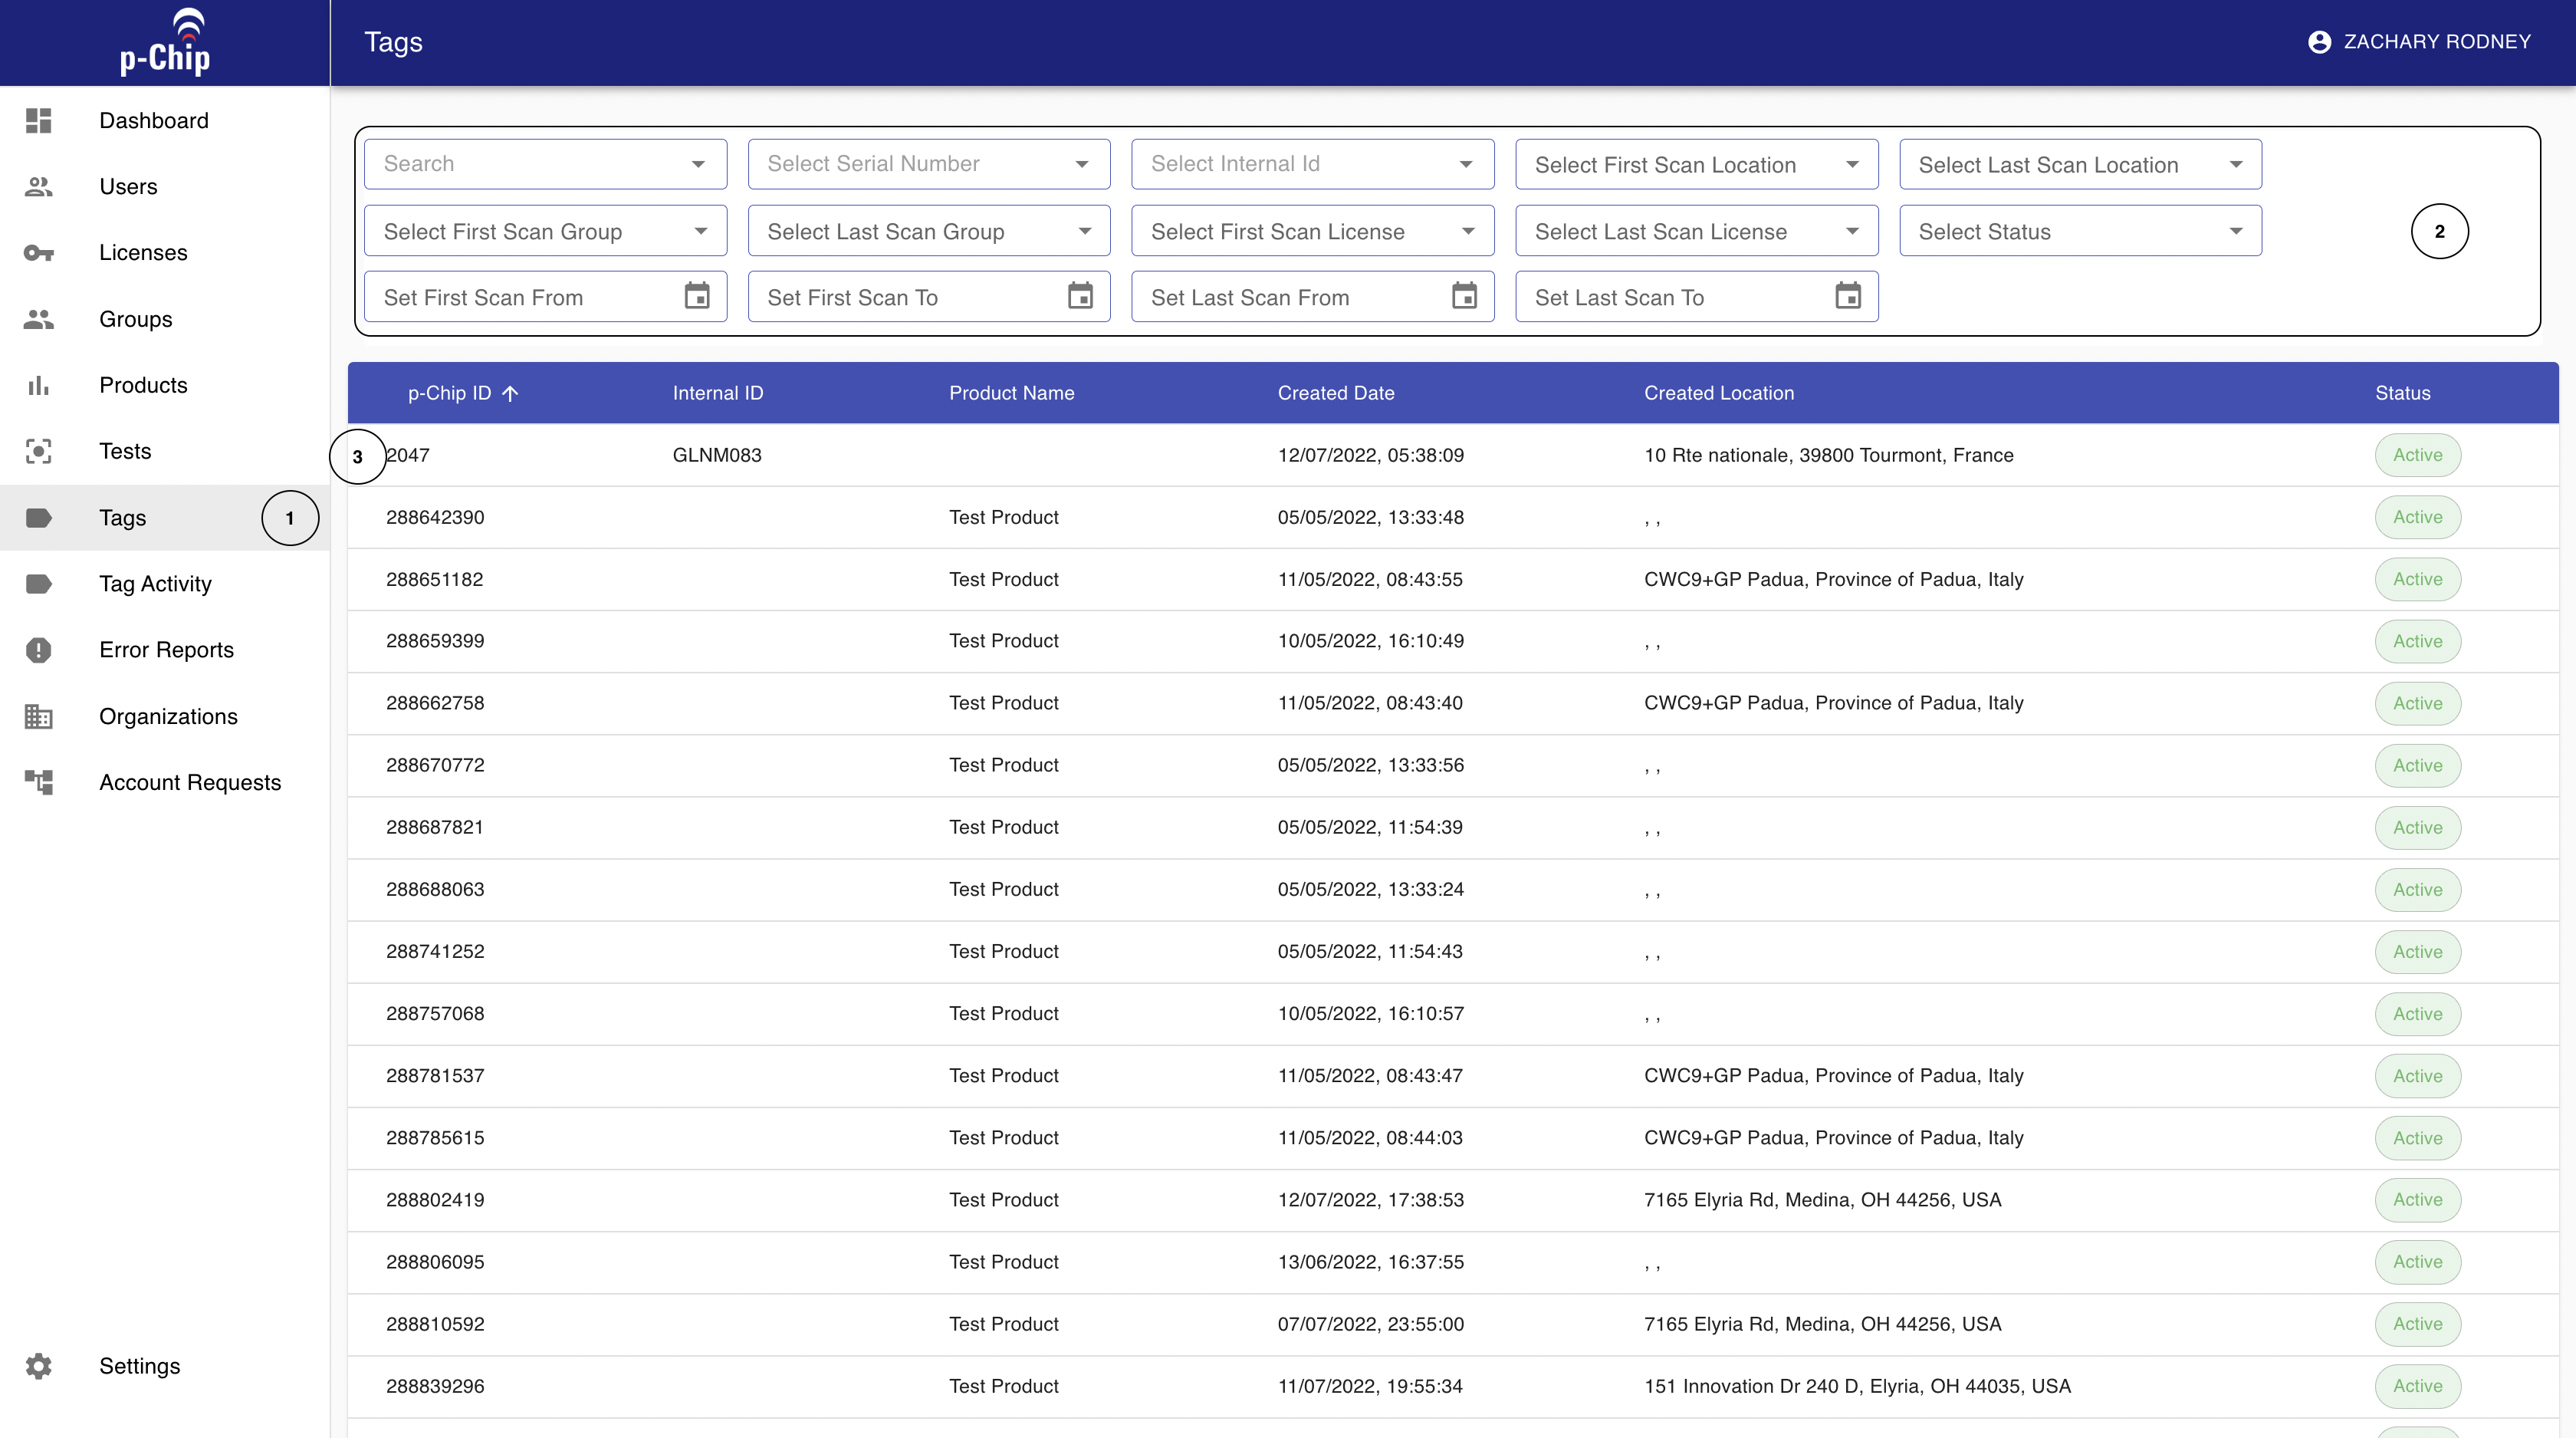 p-Chip
Tags
ZACHARY RODNEY
Dashboard
Users
Licenses
Groups
Products
Tests
Tags 1
Tag Activity
Error Reports
Organizations
Account Requests
Settings
Search Select Serial Number Select Internal Id Select First Scan Location Select Last Scan Location
Select First Scan Group Select Last Scan Group Select First Scan License Select Last Scan License Select Status 2
Set First Scan From Set First Scan To Set Last Scan From Set Last Scan To
p-Chip ID Internal ID Product Name Created Date Created Location Status
3 2047 GLNM083 12/07/2022, 05:38:09 10 Rte nationale, 39800 Tourmont, France Active
288642390 Test Product 05/05/2022, 13:33:48 , , Active
288651182 Test Product 11/05/2022, 08:43:55 CWC9+GP Padua, Province of Padua, Italy Active
288659399 Test Product 10/05/2022, 16:10:49 , , Active
288662758 Test Product 11/05/2022, 08:43:40 CWC9+GP Padua, Province of Padua, Italy Active
288670772 Test Product 05/05/2022, 13:33:56 , , Active
288687821 Test Product 05/05/2022, 11:54:39 , , Active
288688063 Test Product 05/05/2022, 13:33:24 , , Active
288741252 Test Product 05/05/2022, 11:54:43 , , Active
288757068 Test Product 10/05/2022, 16:10:57 , , Active
288781537 Test Product 11/05/2022, 08:43:47 CWC9+GP Padua, Province of Padua, Italy Active
288785615 Test Product 11/05/2022, 08:44:03 CWC9+GP Padua, Province of Padua, Italy Active
288802419 Test Product 12/07/2022, 17:38:53 7165 Elyria Rd, Medina, OH 44256, USA Active
288806095 Test Product 13/06/2022, 16:37:55 , , Active
288810592 Test Product 07/07/2022, 23:55:00 7165 Elyria Rd, Medina, OH 44256, USA Active
288839296 Test Product 11/07/2022, 19:55:34 151 Innovation Dr 240 D, Elyria, OH 44035, USA Active